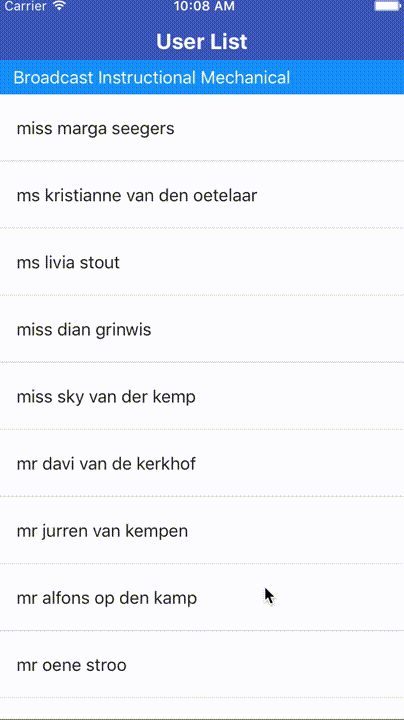 Carrier 10:08 AM
User List
Broadcast Instructional Mechanical
miss marga seegers
ms kristianne van den oetelaar
ms livia stout
miss dian grinwis
miss sky van der kemp
mr davi van de kerkhof
mr jurren van kempen
mr alfons op den kamp
mr oene stroo